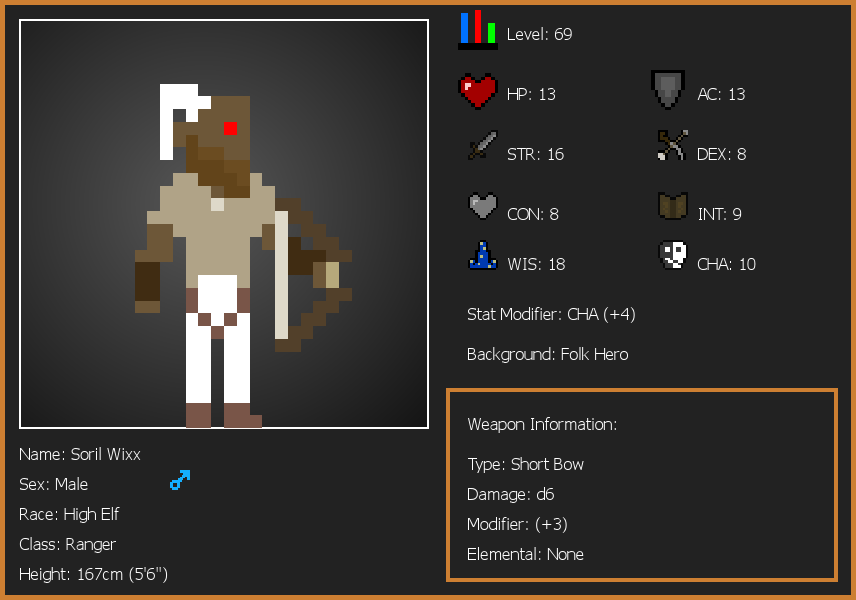 Level: 69
HP: 13
AC: 13
STR: 16
DEX: 8
CON: 8
INT: 9
WIS: 18
CHA: 10
Stat Modifier: CHA (+4)
Background: Folk Hero
Weapon Information:
Type: Short Bow
Damage: d6
Modifier: (+3)
Elemental: None
Name: Soril Wixx
Sex: Male
Race: High Elf
Class: Ranger
Height: 167cm (5'6")